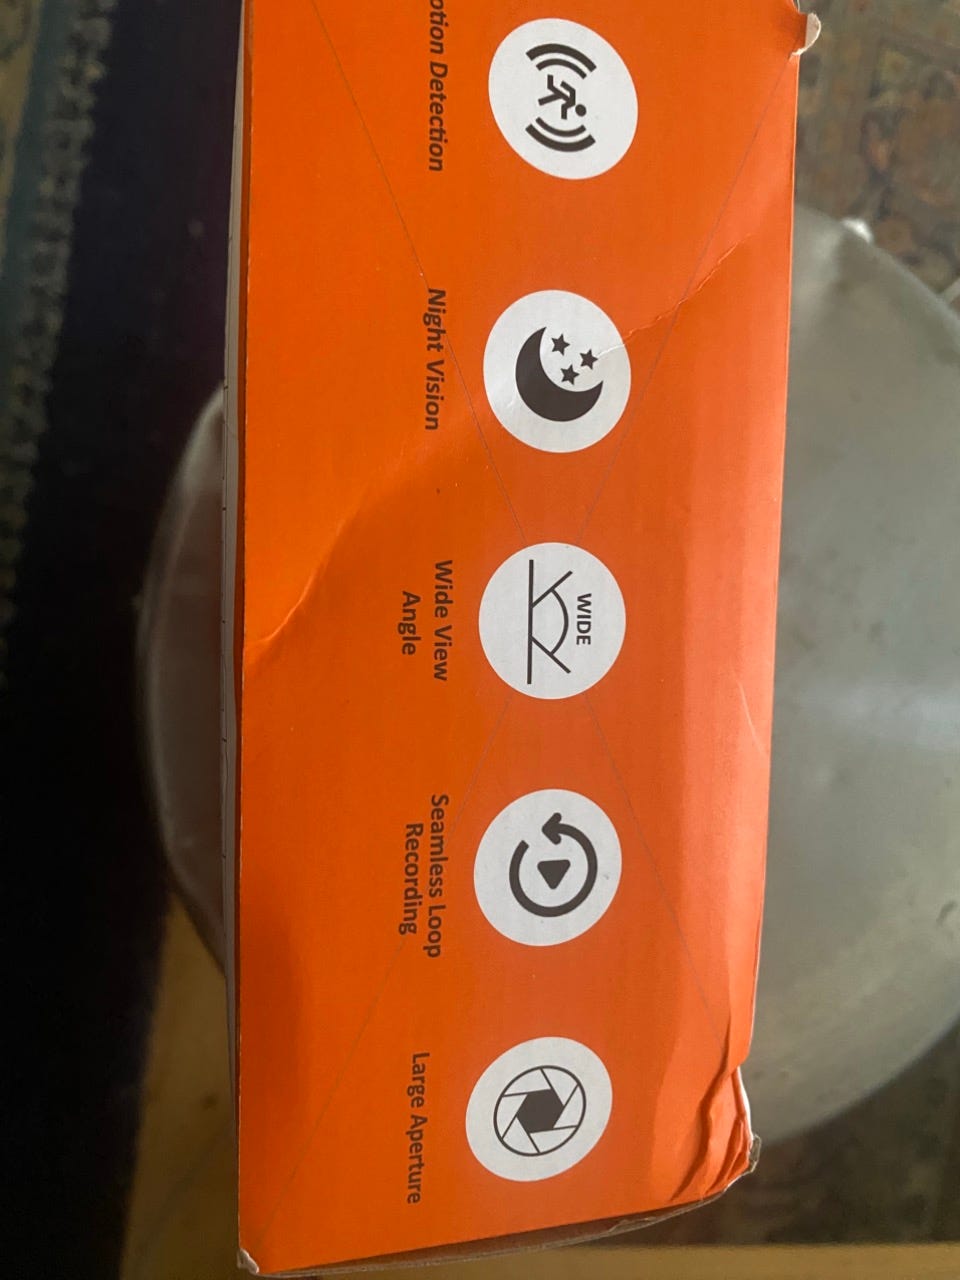 otion Detection
Night Vision
WIDE
Wide View
Angle
Seamless Loop
Recording
Large Aperture